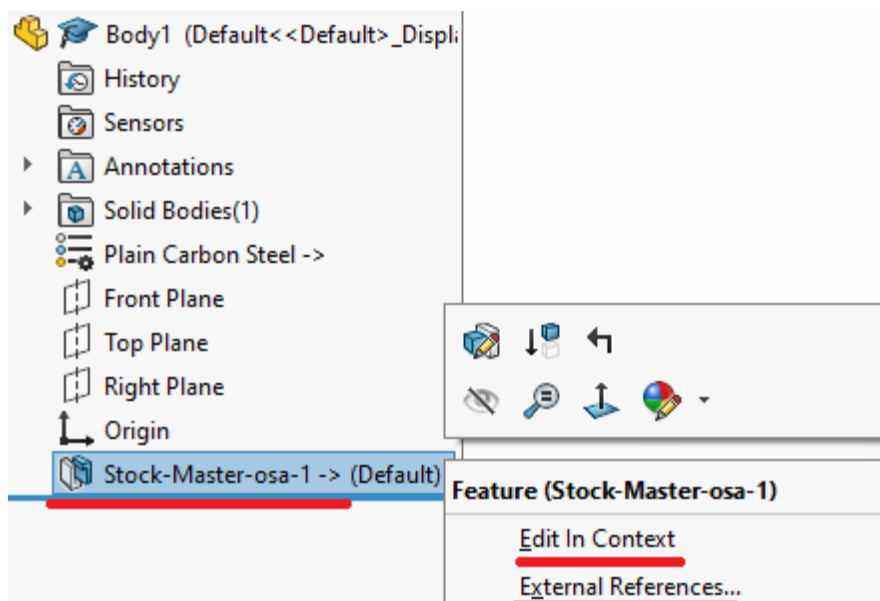 Body1 (Default<<Default>_Displa
History
Sensors
A Annotations
Solid Bodies(1)
Plain Carbon Steel ->
Front Plane
Top Plane
Right Plane
Origin
Stock-Master-osa-1 -> (Default)
Feature (Stock-Master-osa-1)
Edit In Context
External References...